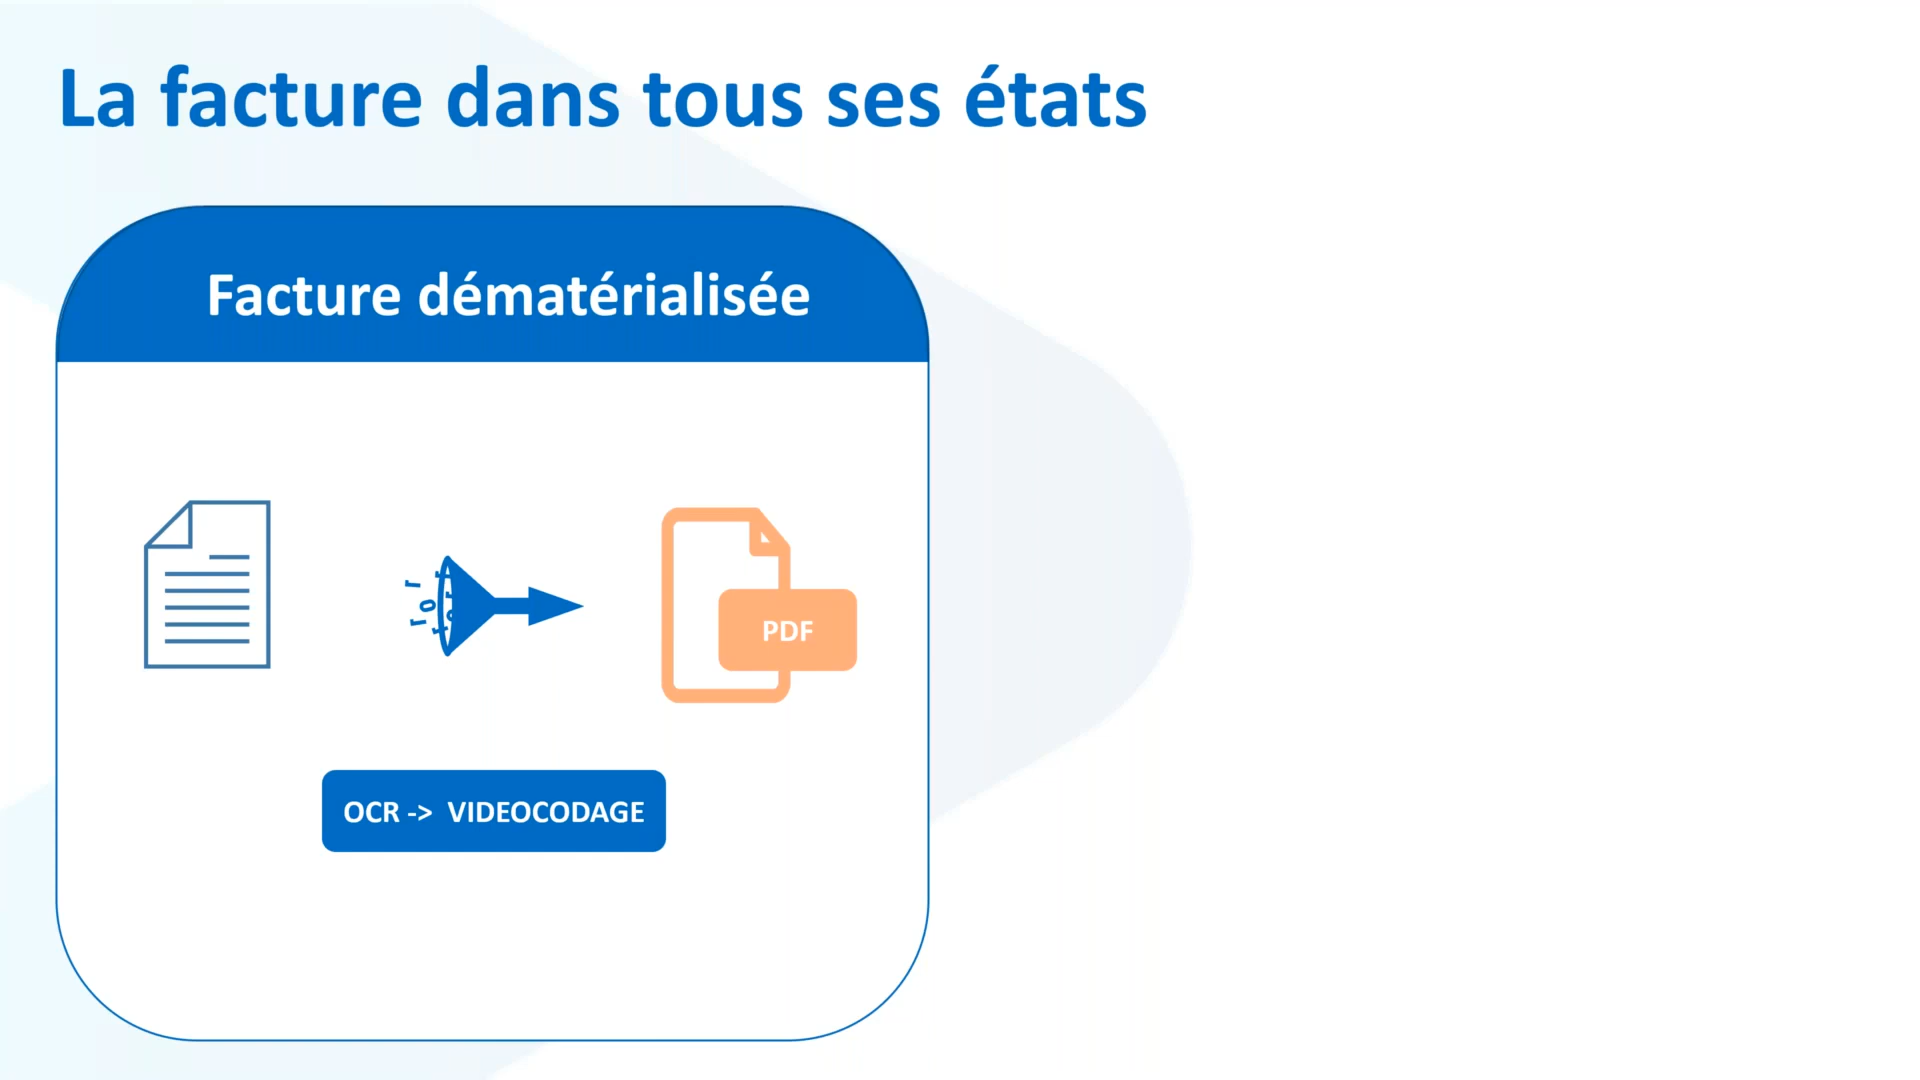 La facture dans tous ses états
Facture dématérialisée
PDF
OCR -> VIDEOCODAGE